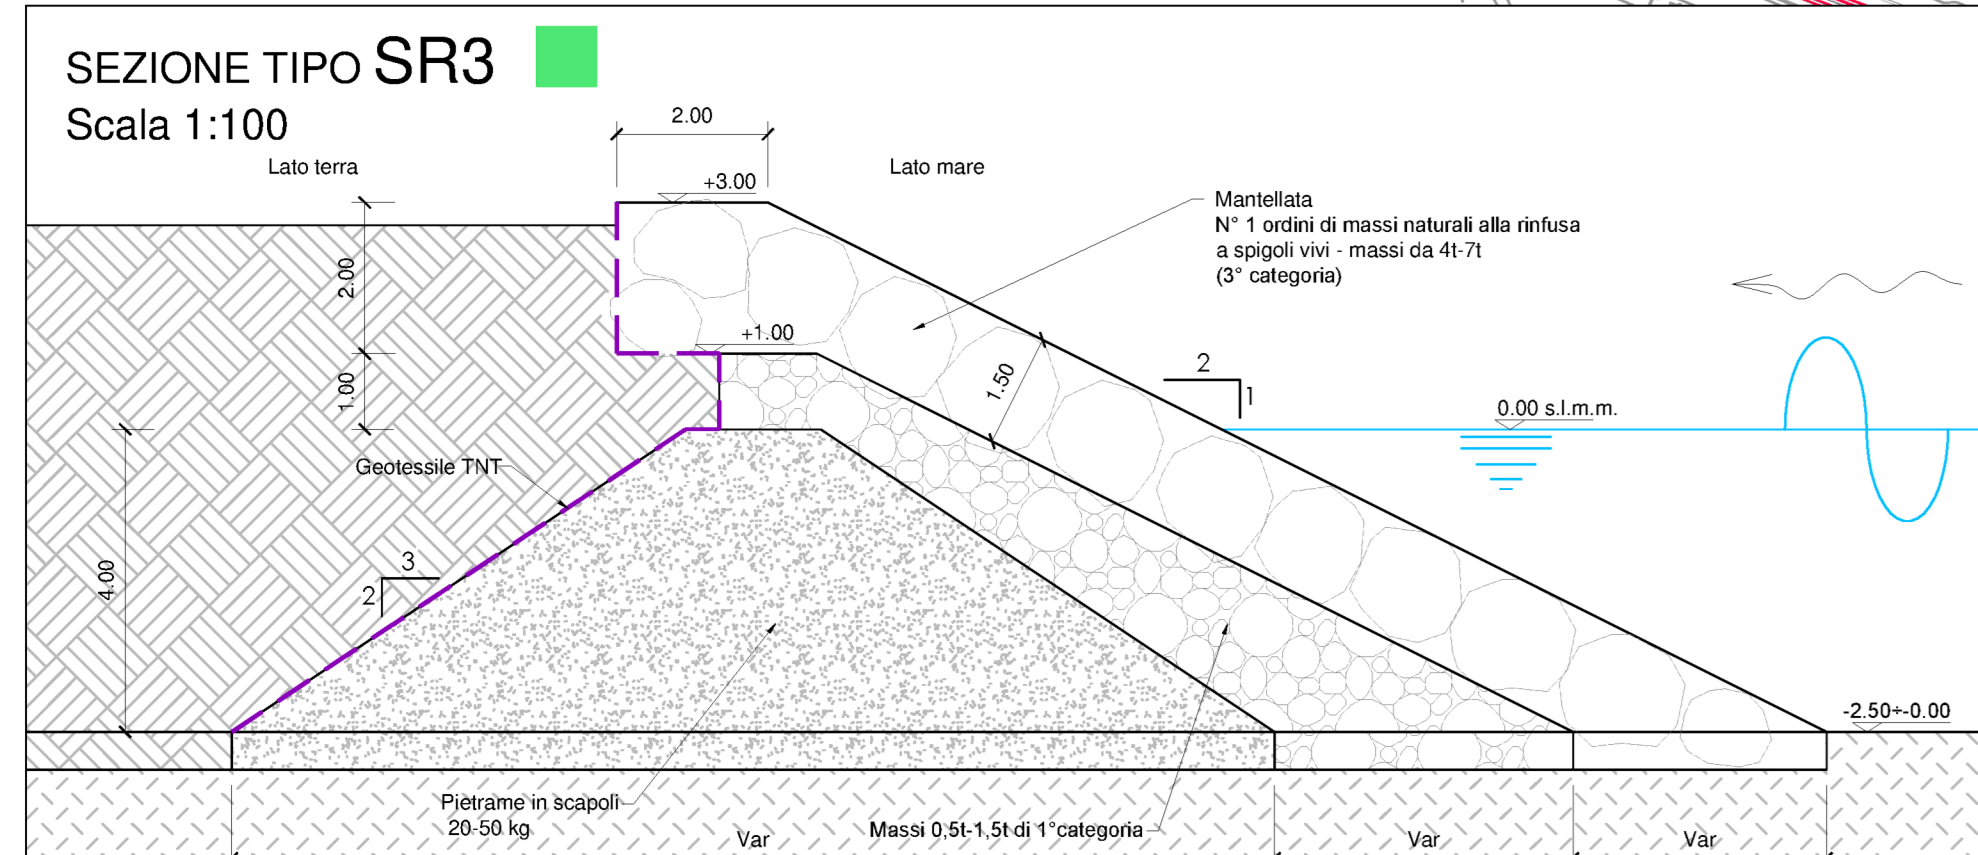 SEZIONE TIPO SR3
Scala 1:100
2.00
Lato terra
Lato mare
+3.00
Mantellata
N° 1 ordini di massi naturali alla rinfusa
a spigoli vivi - massi da 4t-7t
(3° categoria)
2.00
+1.00
1.00
1.50
2
1
0.00 s.l.m.m.
Geotessile TNT
3
2
4.00
-2.50÷-0.00
Pietrame in scapoli
20-50 kg
Massi 0,5t-1,5t di 1°categoria
Var
Var
Var